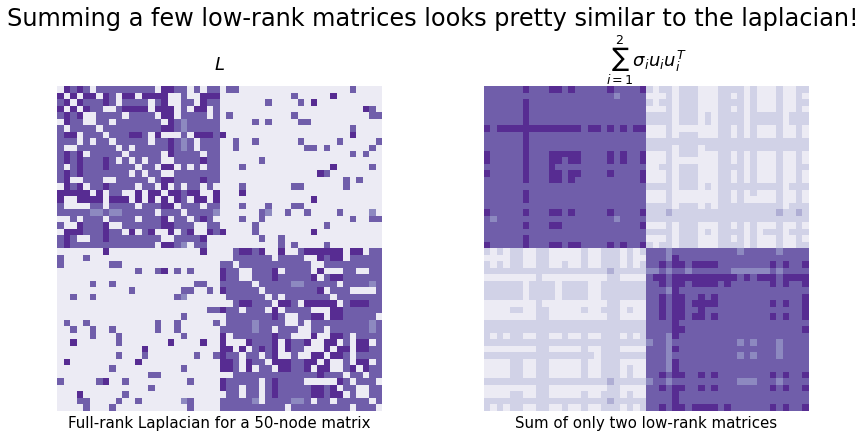 Summing a few low-rank matrices looks pretty similar to the laplacian!
L
2
∑ σᵢuᵢuᵢᵀ
i = 1
Full-rank Laplacian for a 50-node matrix
Sum of only two low-rank matrices